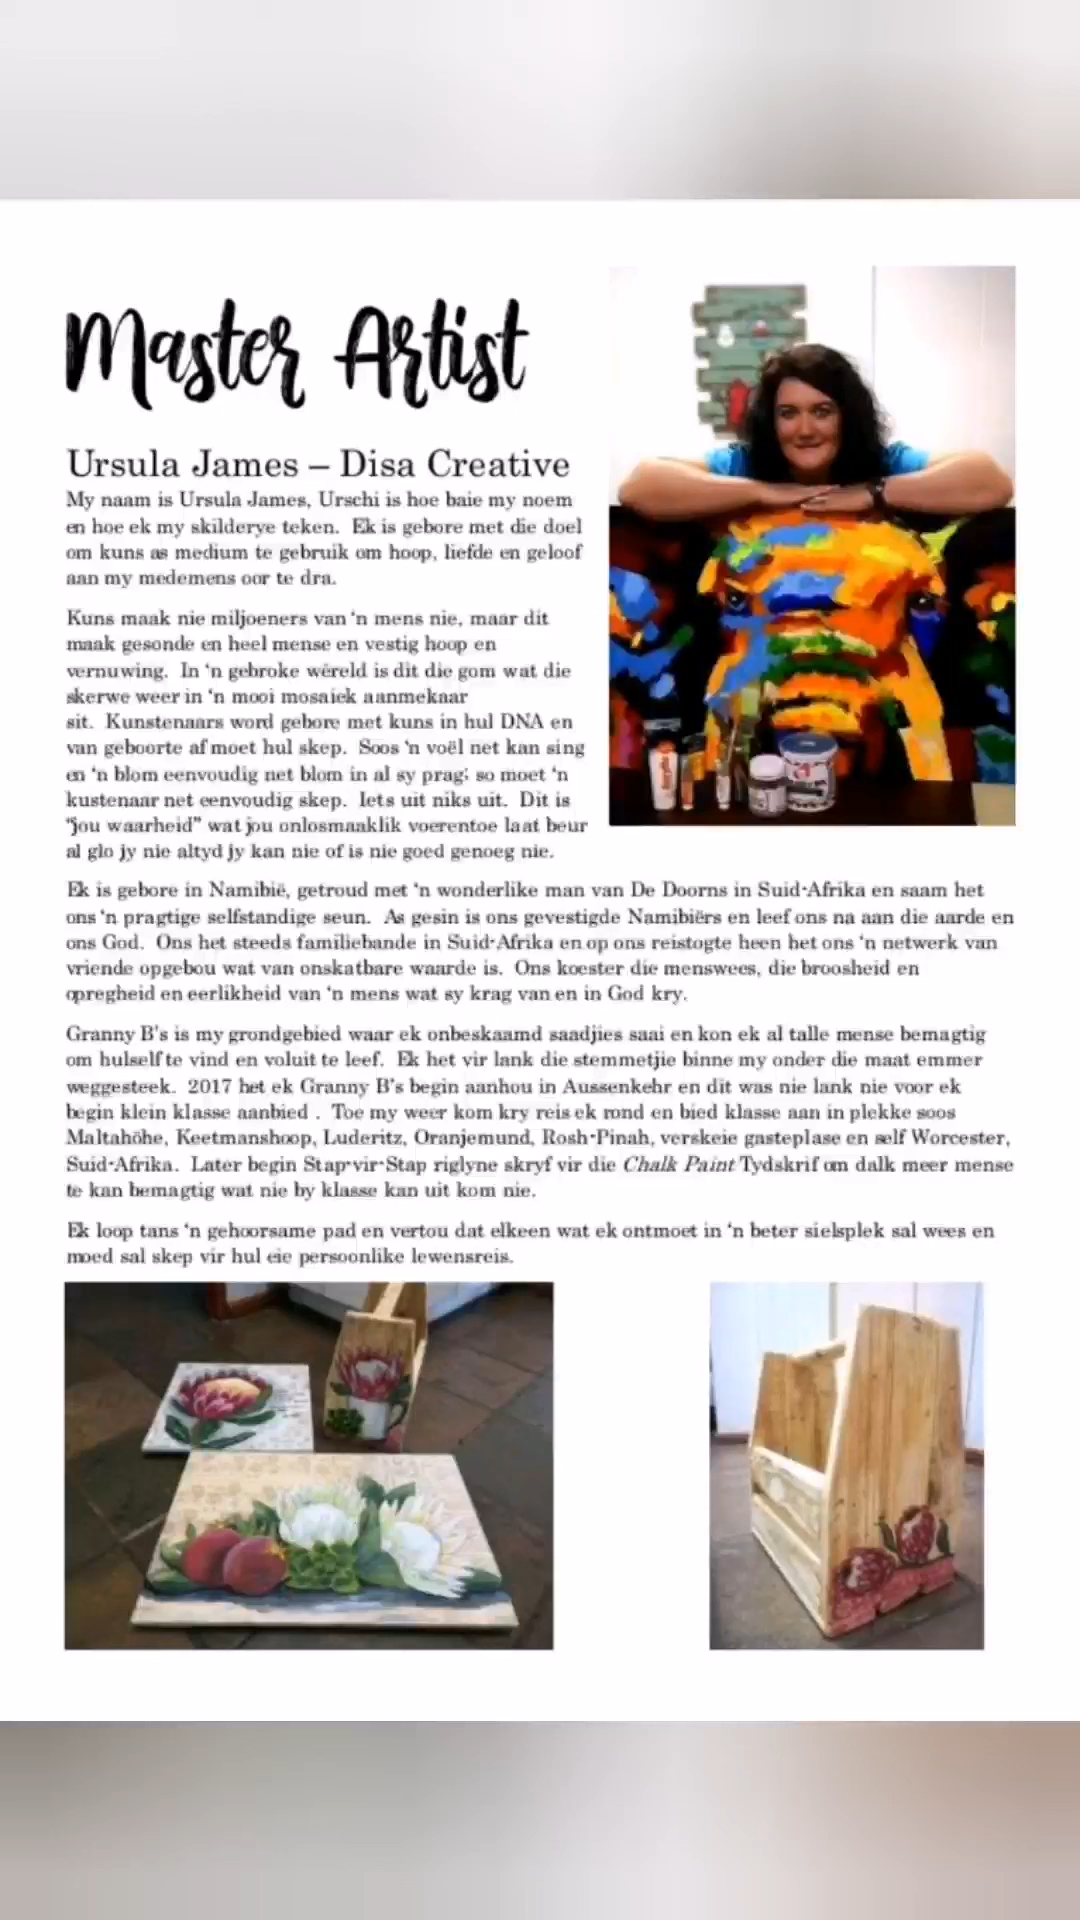 Master Artist
Ursula James – Disa Creative
My naam is Ursula James, Urschi is hoe baie my noem
en hoe ek my skilderye teken. Ek is gebore met die doel
om kuns as medium te gebruik om hoop, liefde en geloof
aan my medemens oor te dra.
Kuns maak nie miljoeners van 'n mens nie, maar dit
maak gesonde en heel mense en vestig hoop en
vernuwing. In 'n gebroke wêreld is dit die gom wat die
skerwe weer in 'n mooi mosaïek aanmekaar
sit. Kunstenaars word gebore met kuns in hul DNA en
van geboorte af moet hul skep. Soos 'n voël net kan sing
en 'n blom eenvoudig net blom in al sy prag; so moet 'n
kustenaar net eenvoudig skep. Iets uit niks uit. Dit is
"jou waarheid" wat jou onlosmaaklik voerentoe laat beur
al glo jy nie altyd jy kan nie of is nie goed genoeg nie.
Ek is gebore in Namibië, getroud met 'n wonderlike man van De Doorns in Suid-Afrika en saam het
ons 'n pragtige selfstandige seun. As gesin is ons gevestigde Namibiërs en leef ons na aan die aarde en
ons God. Ons het steeds familiebande in Suid-Afrika en op ons reistogte heen het ons 'n netwerk van
vriende opgebou wat van onskatbare waarde is. Ons koester die menswees, die broosheid en
opregheid en eerlikheid van 'n mens wat sy krag van en in God kry.
Granny B's is my grondgebied waar ek onbeskaamd saadjies saai en kon ek al talle mense bemagtig
om hulself te vind en voluit te leef. Ek het vir lank die stemmetjie binne my onder die maat emmer
weggesteek. 2017 het ek Granny B's begin aanhou in Aussenkehr en dit was nie lank nie voor ek
begin klein klasse aanbied . Toe my weer kom kry reis ek rond en bied klasse aan in plekke soos
Maltahöhe, Keetmanshoop, Luderitz, Oranjemund, Rosh-Pinah, verskeie gasteplase en self Worcester,
Suid-Afrika. Later begin Stap-vir-Stap riglyne skryf vir die Chalk Paint Tydskrif om dalk meer mense
te kan bemagtig wat nie by klasse kan uit kom nie.
Ek loop tans 'n gehoorsame pad en vertou dat elkeen wat ek ontmoet in 'n beter sielsplek sal wees en
moed sal skep vir hul eie persoonlike lewensreis.